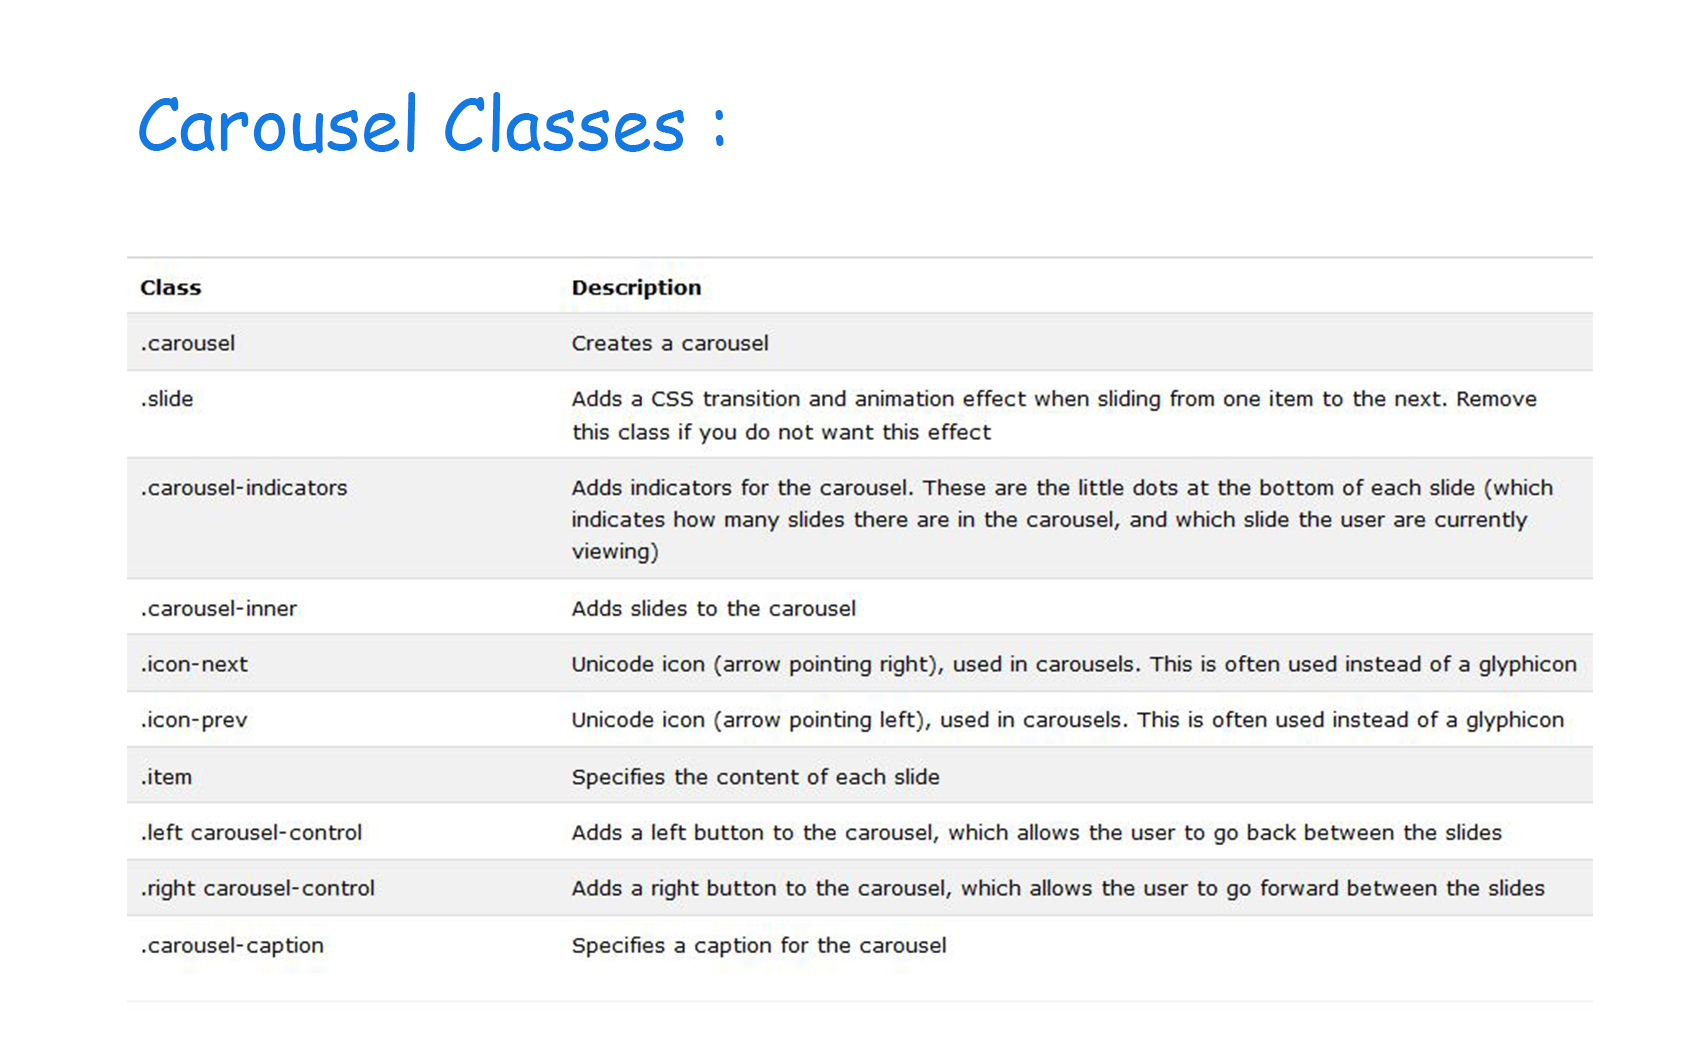 Carousel Classes :
Class Description
.carousel Creates a carousel
.slide Adds a CSS transition and animation effect when sliding from one item to the next. Remove
this class if you do not want this effect
.carousel-indicators Adds indicators for the carousel. These are the little dots at the bottom of each slide (which
indicates how many slides there are in the carousel, and which slide the user are currently
viewing)
.carousel-inner Adds slides to the carousel
.icon-next Unicode icon (arrow pointing right), used in carousels. This is often used instead of a glyphicon
.icon-prev Unicode icon (arrow pointing left), used in carousels. This is often used instead of a glyphicon
.item Specifies the content of each slide
.left carousel-control Adds a left button to the carousel, which allows the user to go back between the slides
.right carousel-control Adds a right button to the carousel, which allows the user to go forward between the slides
.carousel-caption Specifies a caption for the carousel